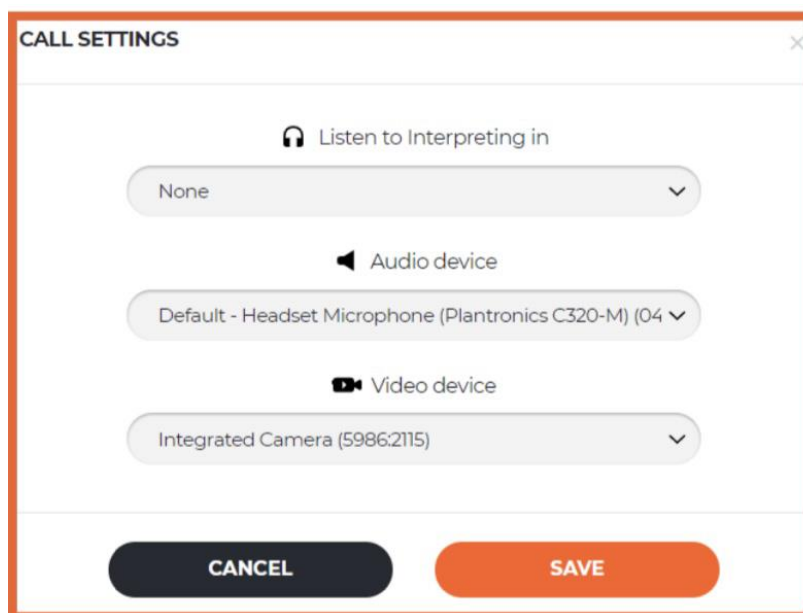 CALL SETTINGS
Listen to Interpreting in
None
Audio device
Default - Headset Microphone (Plantronics C320-M) (04
Video device
Integrated Camera (5986:2115)
CANCEL
SAVE